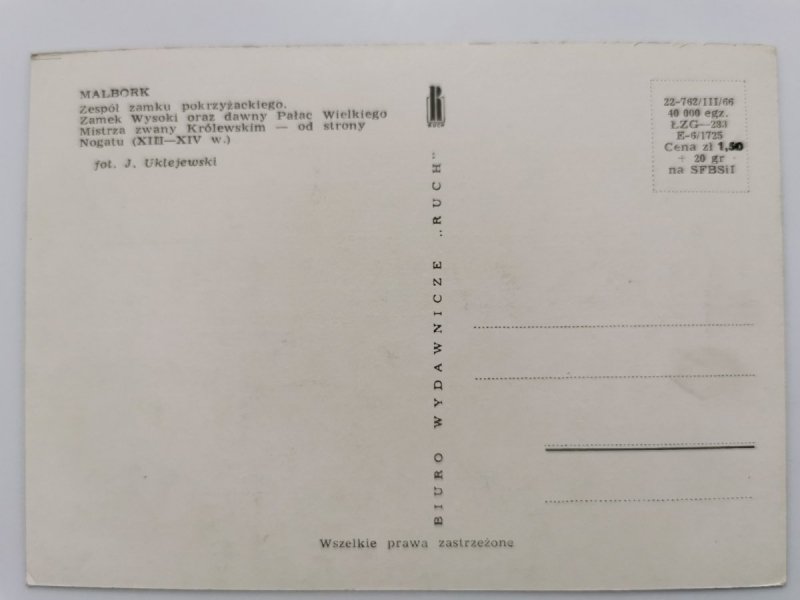 MALBORK
Zespół zamku pokrzyżackiego.
Zamek Wysoki oraz dawny Pałac Wielkiego
Mistrza zwany Królewskim — od strony
Nogatu (XIII—XIV w.)
fot. J. Uklejewski
RUCH
BIURO WYDAWNICZE „RUCH”
22-762/III/66
40 000 egz.
ŁZG—283
E-6/1725
Cena zł 1,50
+ 20 gr
na SFBSiI
Wszelkie prawa zastrzeżone